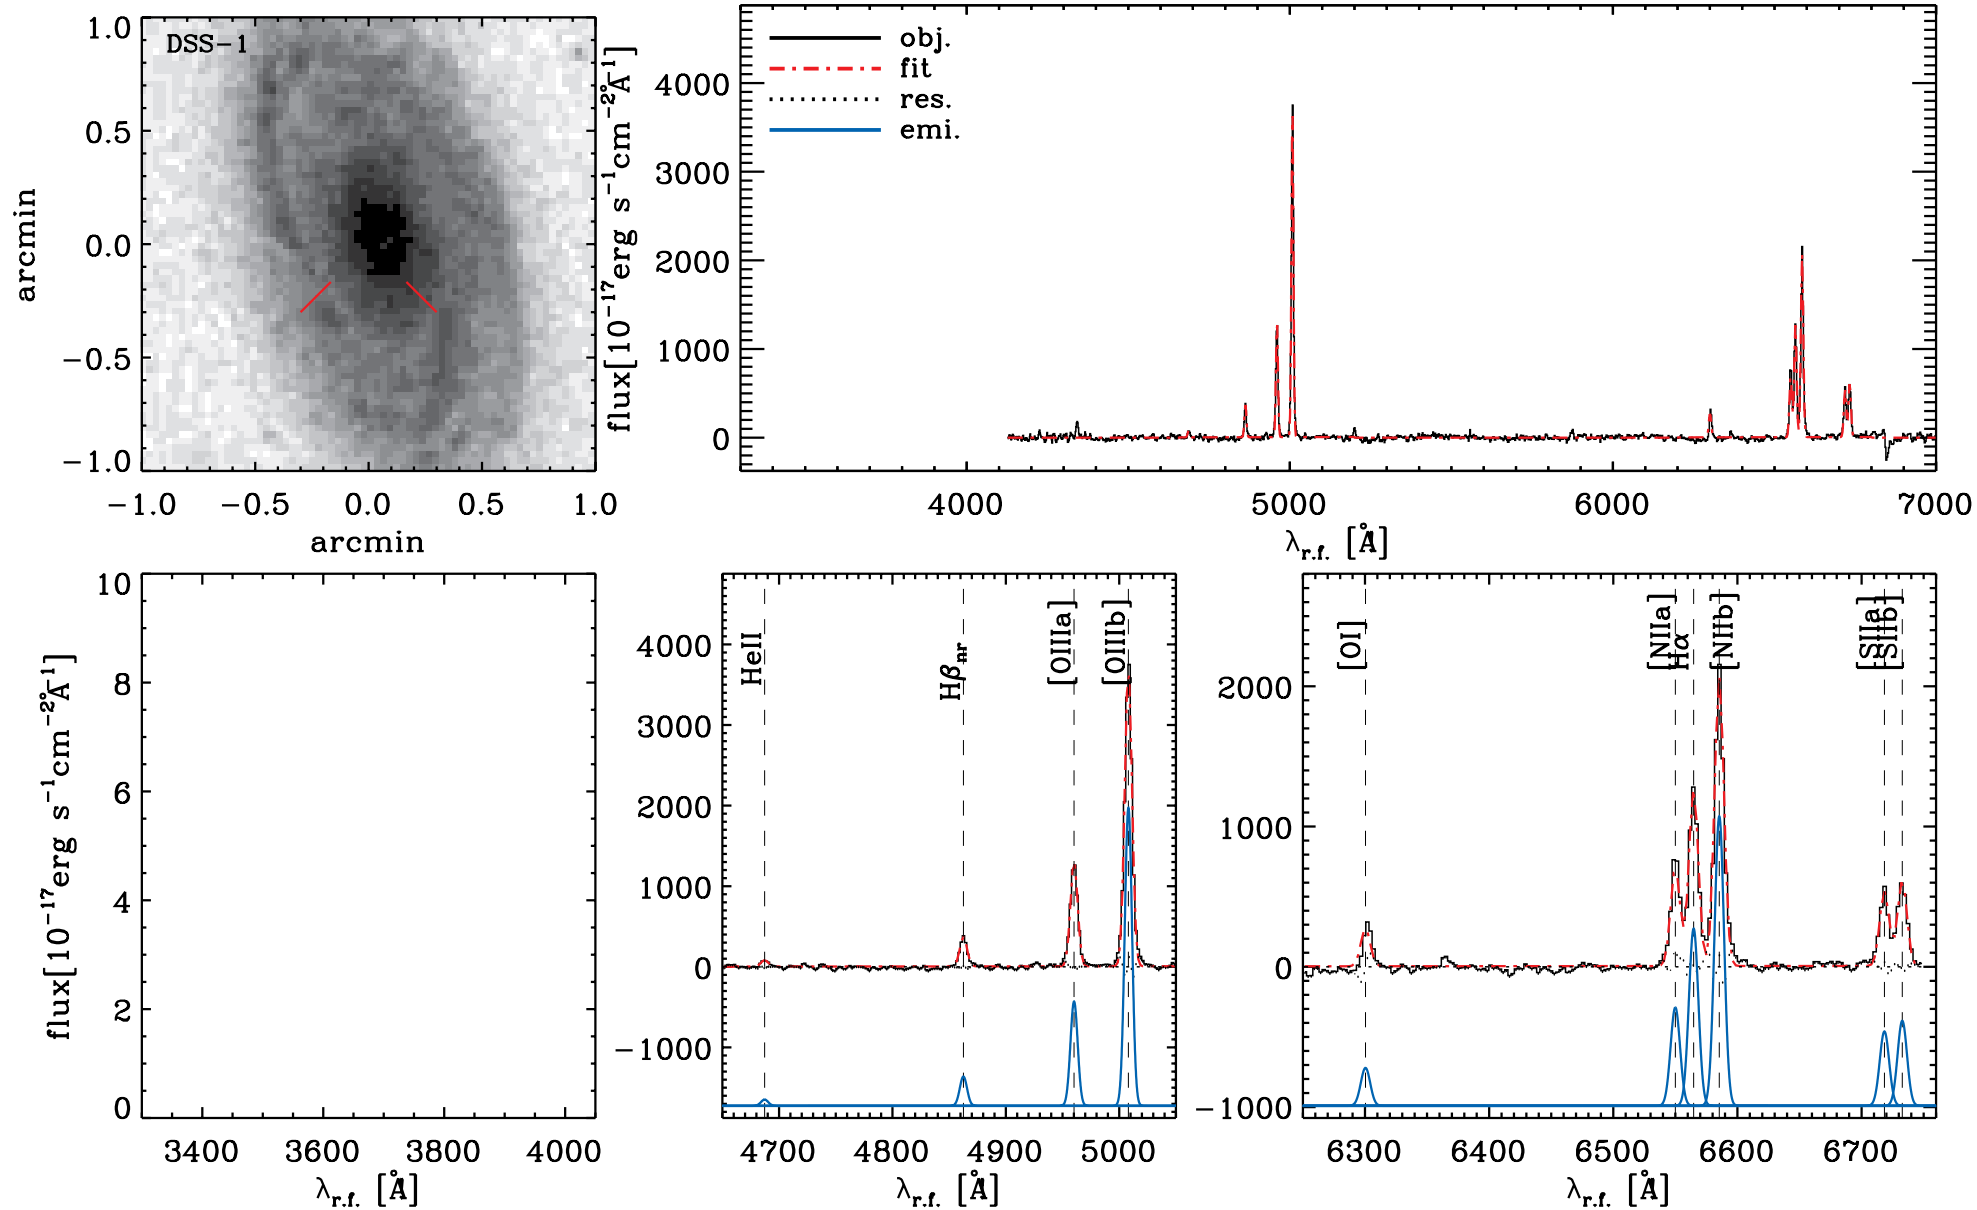 DSS-1
1.0
0.5
0.0
-0.5
-1.0
arcmin
-1.0 -0.5 0.0 0.5 1.0
arcmin
obj.
fit
res.
emi.
flux[10⁻¹⁷erg s⁻¹cm⁻²Å⁻¹]
4000
3000
2000
1000
0
4000 5000 6000 7000
λr.f. [Å]
flux[10⁻¹⁷erg s⁻¹cm⁻²Å⁻¹]
10
8
6
4
2
0
3400 3600 3800 4000
λr.f. [Å]
HeII
Hβnr
[OIIIa]
[OIIIb]
4000
3000
2000
1000
0
-1000
4700 4800 4900 5000
λr.f. [Å]
[OI]
[NIIa]
Hα
[NIIb]
[SIIa]
[SIIb]
2000
1000
0
-1000
6300 6400 6500 6600 6700
λr.f. [Å]